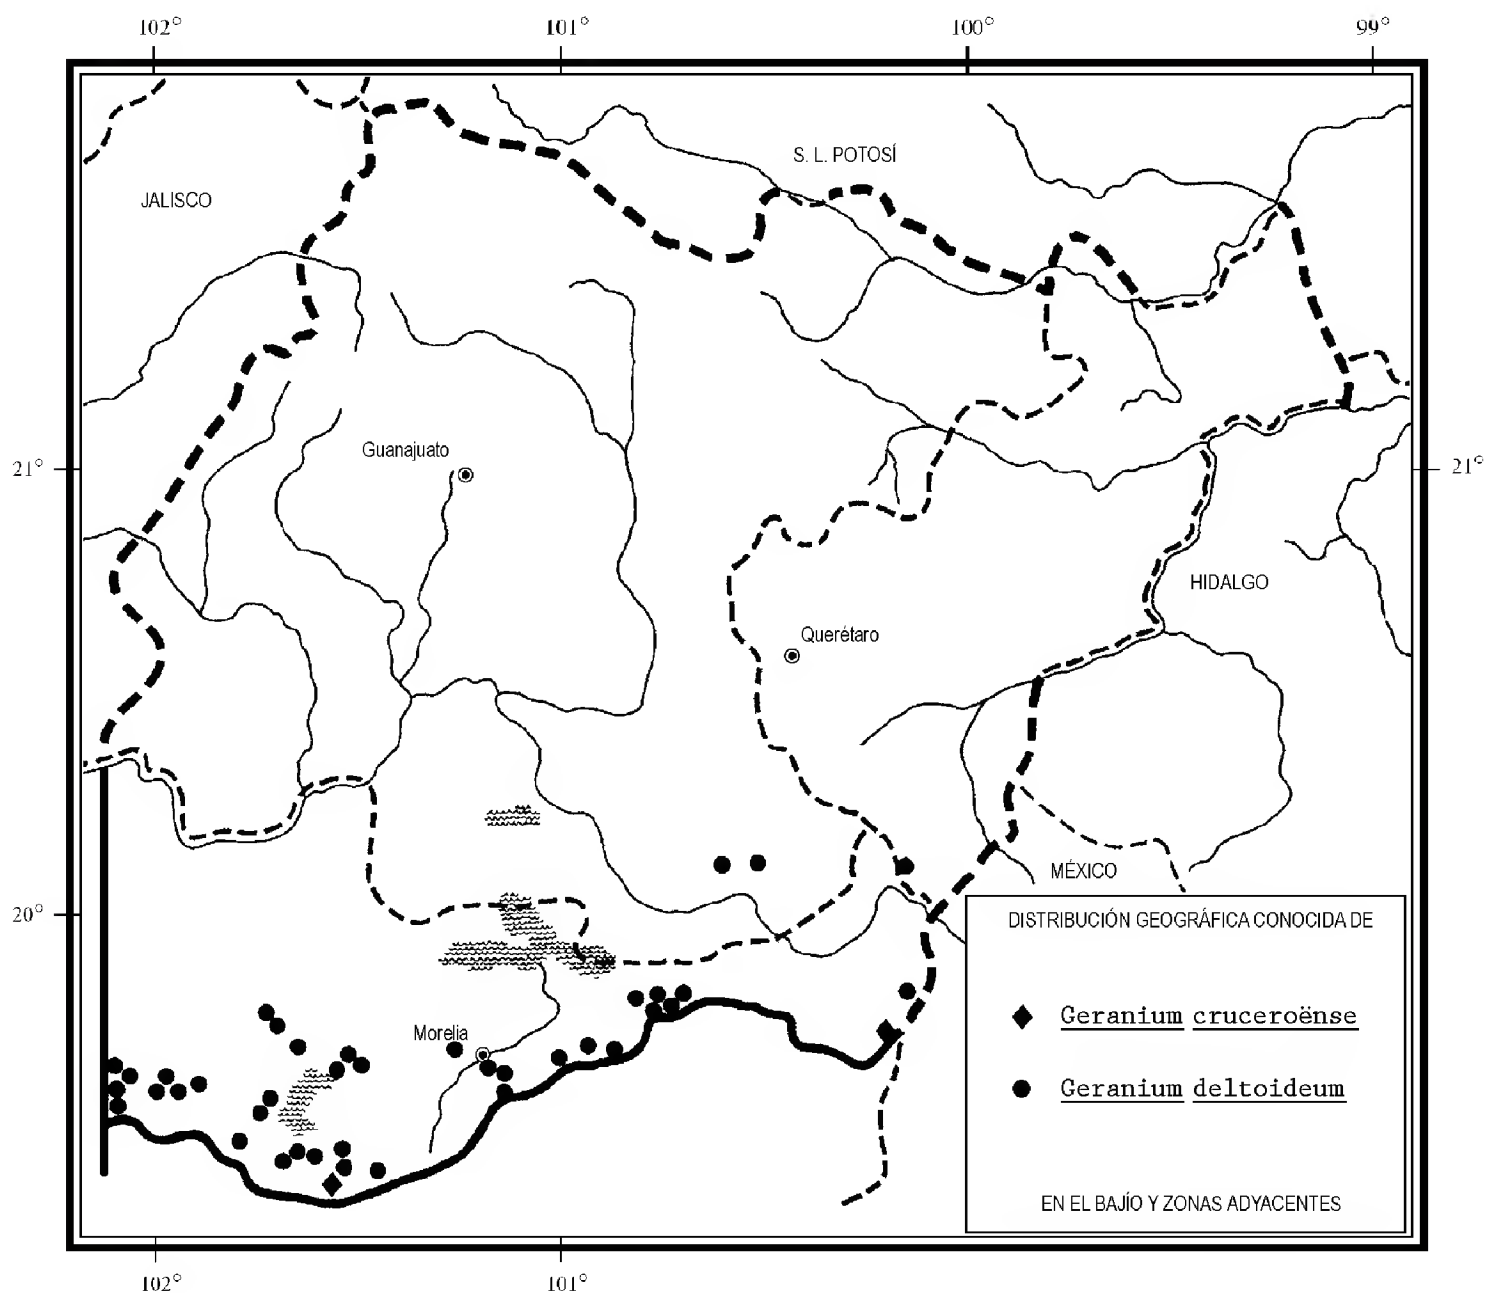 102° 101° 100° 99°
S. L. POTOSÍ
JALISCO
Guanajuato
21° 21°
HIDALGO
Querétaro
MÉXICO
20°
DISTRIBUCIÓN GEOGRÁFICA CONOCIDA DE
Geranium cruceroënse
Morelia
Geranium deltoideum
EN EL BAJÍO Y ZONAS ADYACENTES
102° 101°